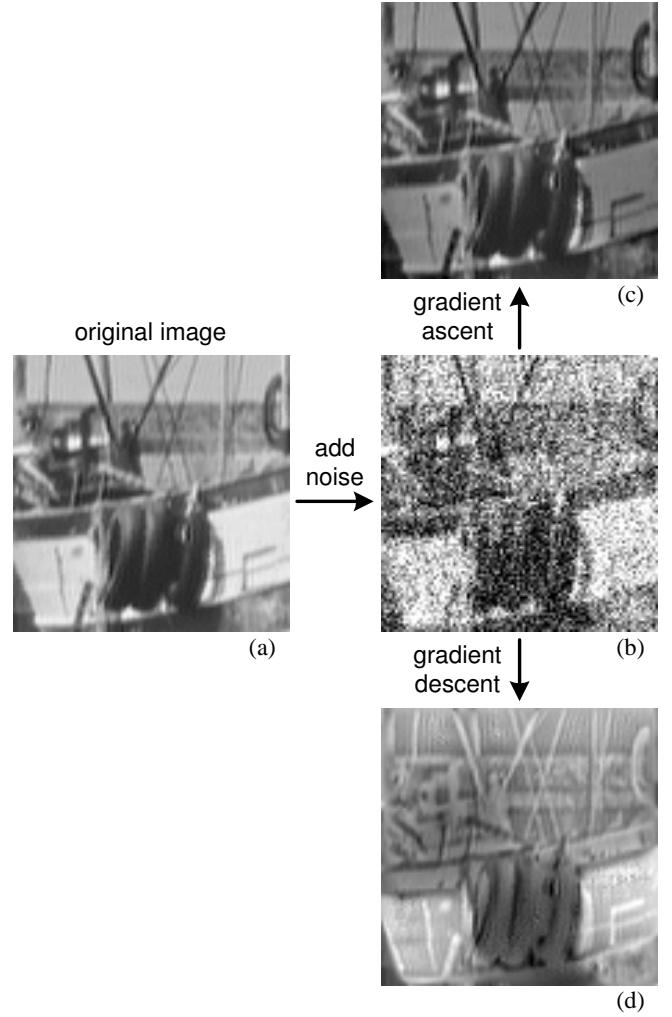 (c)
gradient
ascent
original image
add
noise
(a)
(b)
gradient
descent
(d)